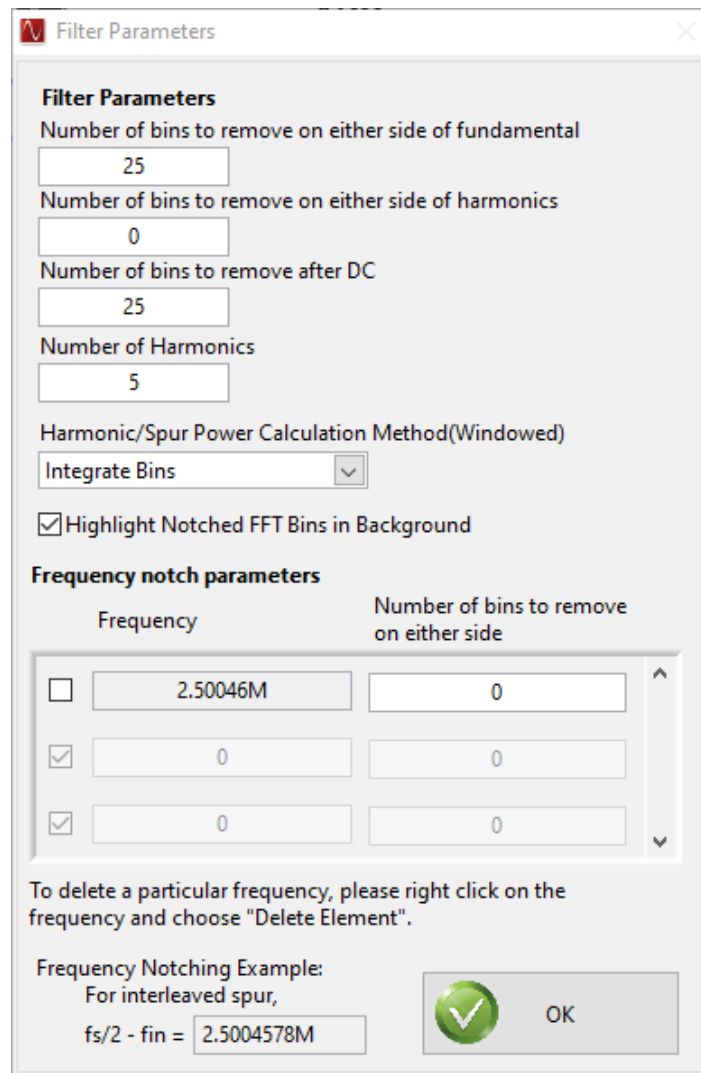 Filter Parameters
Filter Parameters
Number of bins to remove on either side of fundamental
25
Number of bins to remove on either side of harmonics
0
Number of bins to remove after DC
25
Number of Harmonics
5
Harmonic/Spur Power Calculation Method(Windowed)
Integrate Bins
Highlight Notched FFT Bins in Background
Frequency notch parameters
Frequency
Number of bins to remove
on either side
2.50046M 0
0 0
0 0
To delete a particular frequency, please right click on the
frequency and choose "Delete Element".
Frequency Notching Example:
For interleaved spur,
fs/2 - fin = 2.5004578M
OK